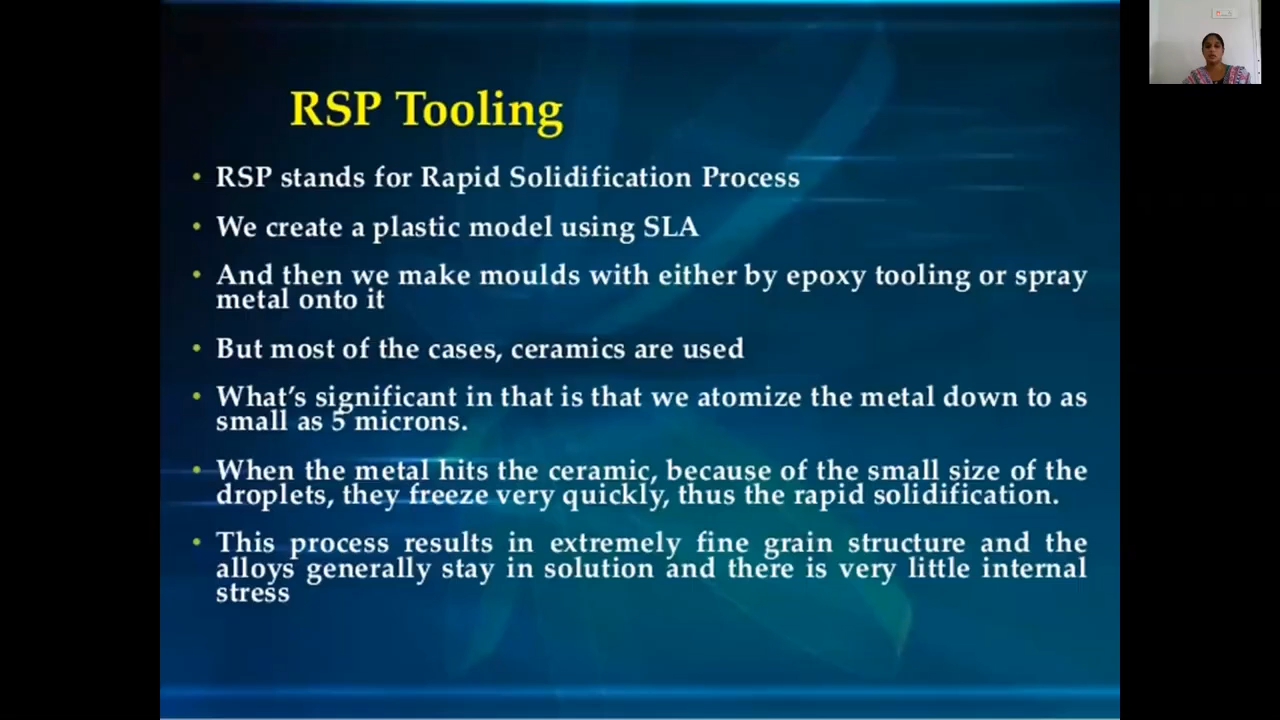 RSP Tooling
• RSP stands for Rapid Solidification Process
• We create a plastic model using SLA
• And then we make moulds with either by epoxy tooling or spray
metal onto it
• But most of the cases, ceramics are used
• What's significant in that is that we atomize the metal down to as
small as 5 microns.
• When the metal hits the ceramic, because of the small size of the
droplets, they freeze very quickly, thus the rapid solidification.
• This process results in extremely fine grain structure and the
alloys generally stay in solution and there is very little internal
stress